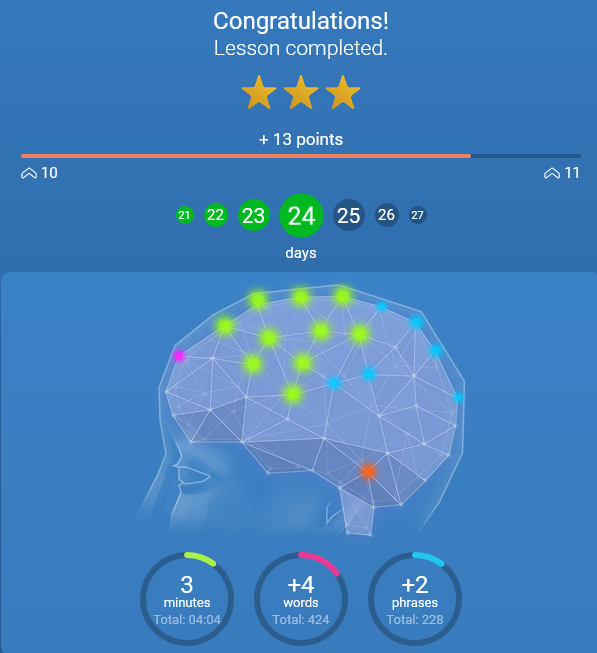 Congratulations!
Lesson completed.
+ 13 points
10 11
21 22 23 24 25 26 27
days
3 +4 +2
minutes words phrases
Total: 04:04 Total: 424 Total: 228